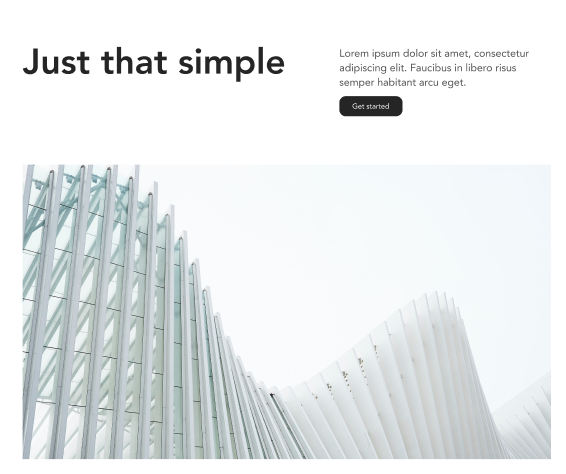 Just that simple
Lorem ipsum dolor sit amet, consectetur
adipiscing elit. Faucibus in libero risus
semper habitant arcu eget.
Get started